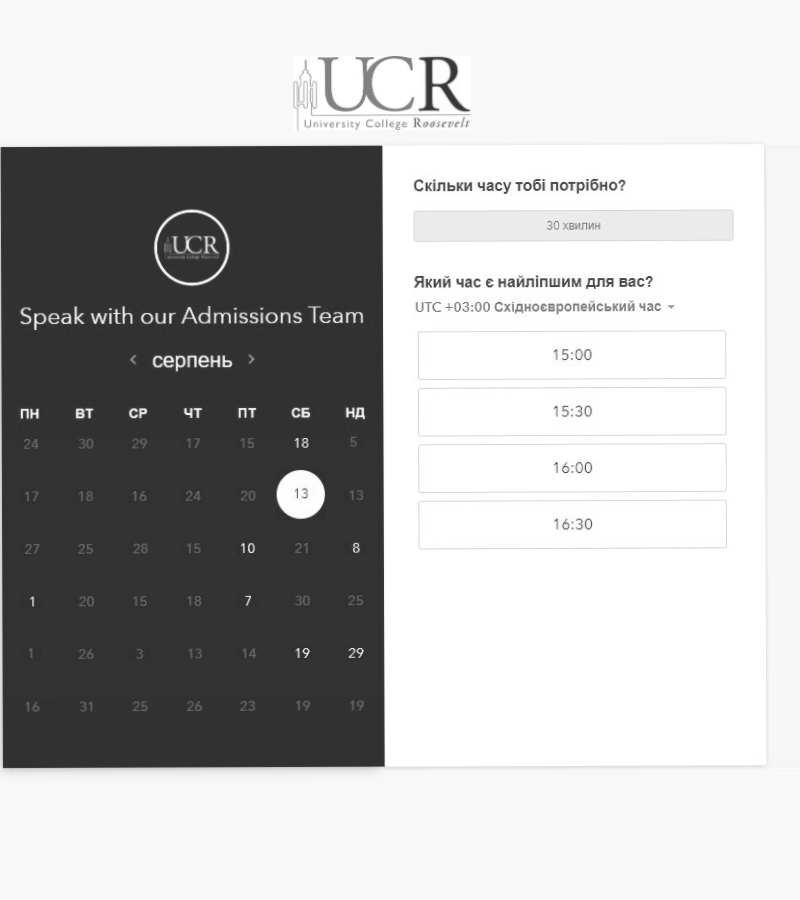 UCR
University College Roosevelt
UCR
University College Roosevelt
Speak with our Admissions Team
серпень
ПН ВТ СР ЧТ ПТ СБ НД
24 30 29 17 15 18 5
17 18 16 24 20 13 13
27 25 28 15 10 21 8
1 20 15 18 7 30 25
1 26 3 13 14 19 29
16 31 25 26 23 19 19
Скільки часу тобі потрібно?
30 хвилин
Який час є найліпшим для вас?
UTC +03:00 Східноєвропейський час
15:00
15:30
16:00
16:30